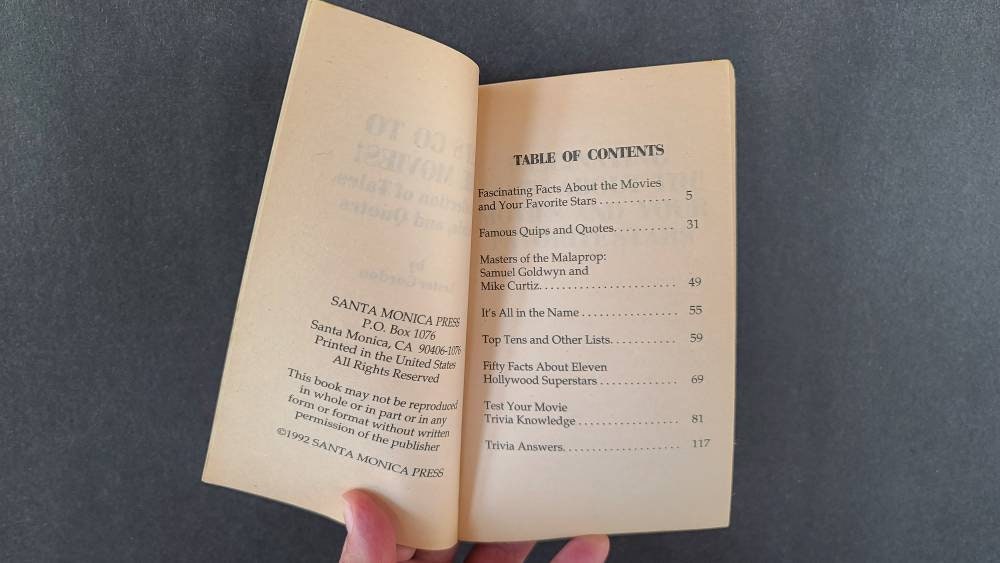 SANTA MONICA PRESS
P.O. Box 1076
Santa Monica, CA 90406-1076
Printed in the United States
All Rights Reserved
This book may not be reproduced
in whole or in part or in any
form or format without written
permission of the publisher
©1992 SANTA MONICA PRESS
TABLE OF CONTENTS
Fascinating Facts About the Movies
and Your Favorite Stars . . . . . . . . . . . . 5
Famous Quips and Quotes. . . . . . . . . . 31
Masters of the Malaprop:
Samuel Goldwyn and
Mike Curtiz. . . . . . . . . . . . . . . . . . . . . . . 49
It's All in the Name . . . . . . . . . . . . . . . . 55
Top Tens and Other Lists. . . . . . . . . . . 59
Fifty Facts About Eleven
Hollywood Superstars . . . . . . . . . . . . . 69
Test Your Movie
Trivia Knowledge . . . . . . . . . . . . . . . . . 81
Trivia Answers. . . . . . . . . . . . . . . . . . . 117